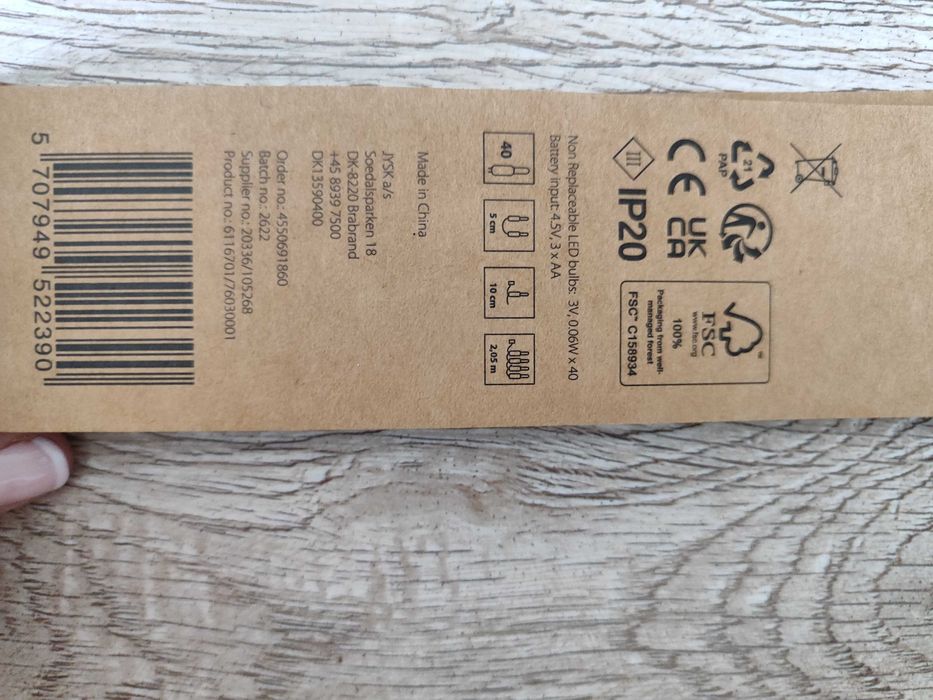 21
PAP
CE
UK
CA
III
IP20
FSC
www.fsc.org
100%
Packaging from well-
managed forest
FSC™ C158934
Non Replaceable LED bulbs: 3V, 0.06W x 40
Battery input: 4.5V, 3 x AA
40
5 cm
10 cm
2,05 m
Made in China
JYSK a/s
Soedalsparken 18
DK-8220 Brabrand
+45 8939 7500
DK13590400
Order no.: 4550691860
Batch no.: 2622
Supplier no.: 20336/105268
Product no.: 6116701/76030001
5 707949 522390